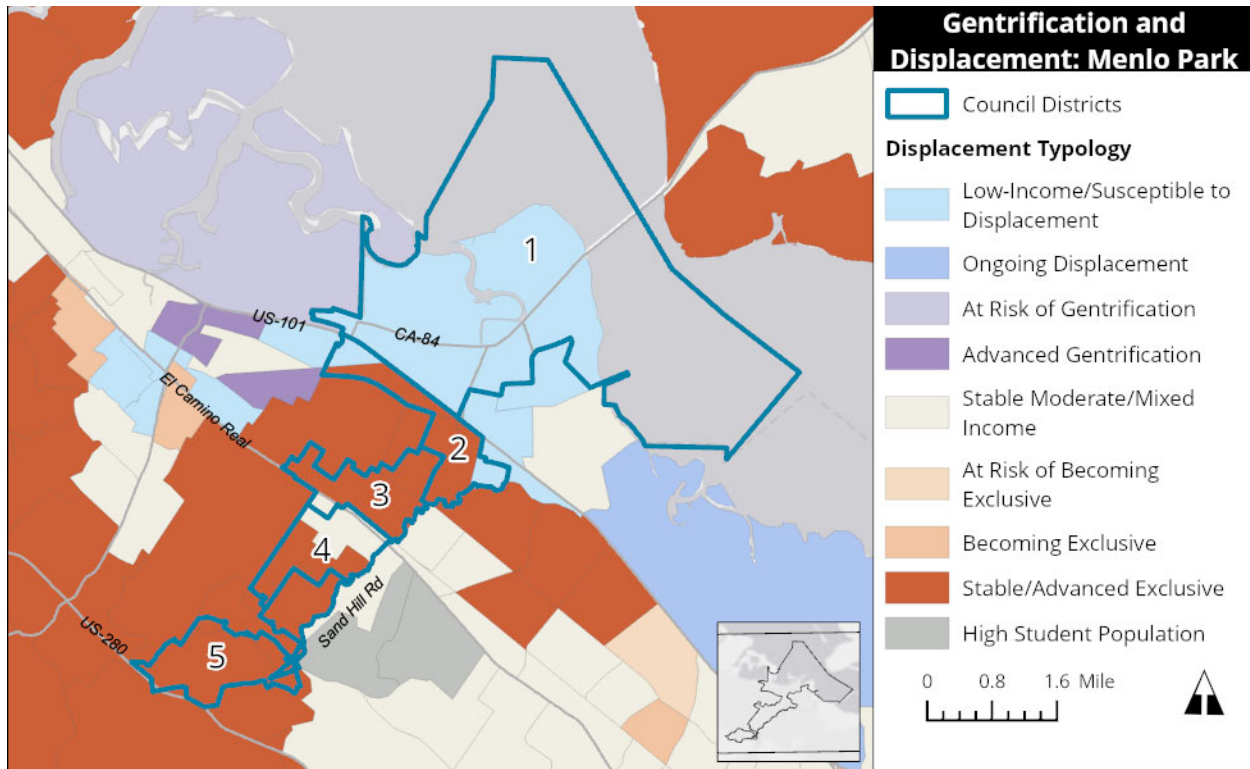 Gentrification and
Displacement: Menlo Park
Council Districts
Displacement Typology
Low-Income/Susceptible to
Displacement
Ongoing Displacement
At Risk of Gentrification
Advanced Gentrification
Stable Moderate/Mixed
Income
At Risk of Becoming
Exclusive
Becoming Exclusive
Stable/Advanced Exclusive
High Student Population
0 0.8 1.6 Mile
1
US-101
CA-84
El Camino Real
2
3
4
Sand Hill Rd
US-280
5